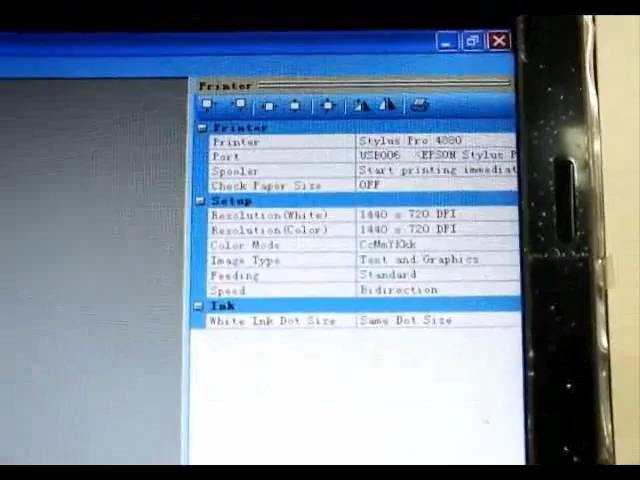 Printer
Printer
Printer Stylus Pro 4880
Port USB006 (EPSON Stylus P
Spooler Start printing immediat
Check Paper Size OFF
Setup
Resolution(White) 1440 x 720 DPI
Resolution(Color) 1440 x 720 DPI
Color Mode CcMmYKkk
Image Type Text and Graphics
Feeding Standard
Speed Bidirection
Ink
White Ink Dot Size Same Dot Size